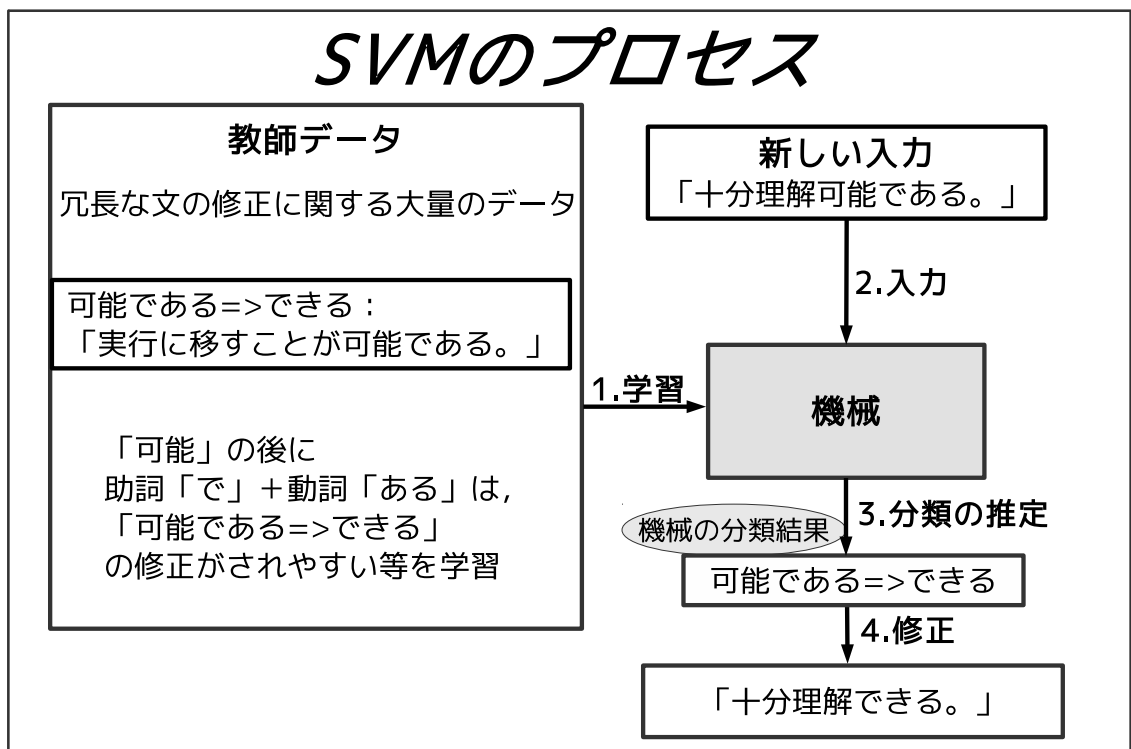 SVMのプロセス
教師データ
冗長な文の修正に関する大量のデータ
可能である=>できる：
「実行に移すことが可能である。」
「可能」の後に
助詞「で」＋動詞「ある」は，
「可能である=>できる」
の修正がされやすい等を学習
1.学習
新しい入力
「十分理解可能である。」
2.入力
機械
3.分類の推定
機械の分類結果
可能である=>できる
4.修正
「十分理解できる。」